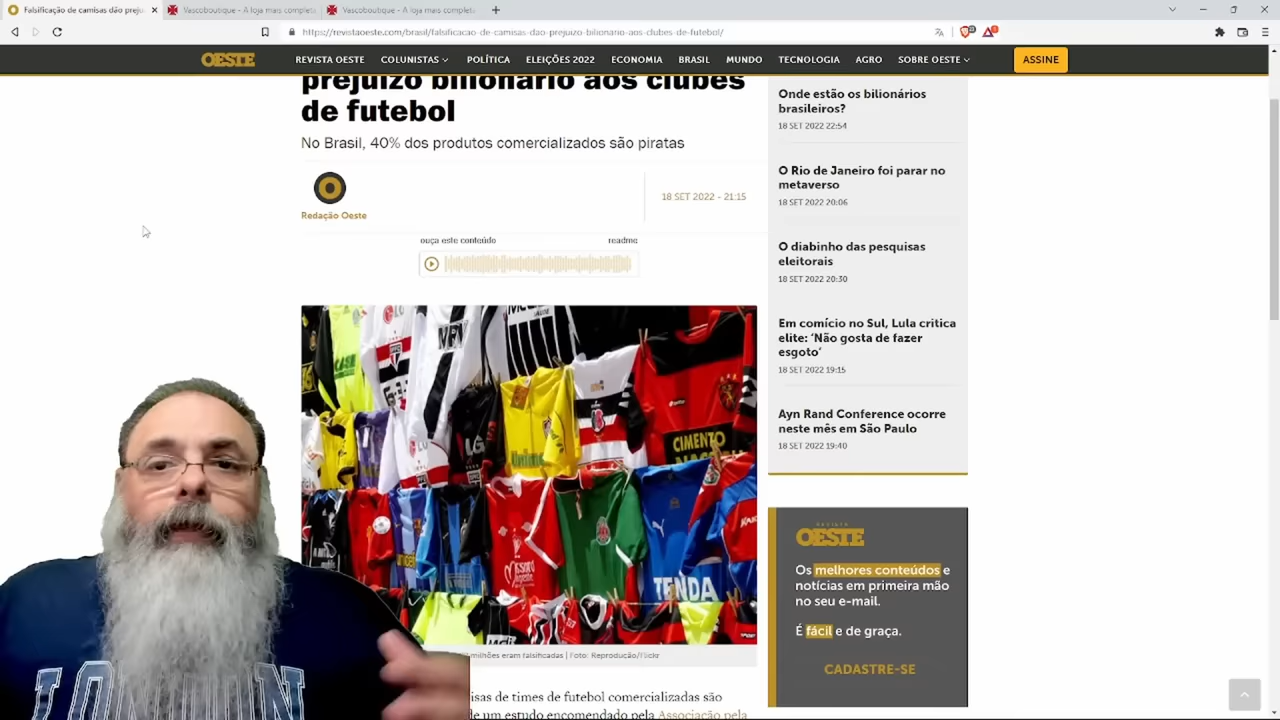 Falsificação de camisas dão preju
Vascoboutique - A loja mais complet
Vascoboutique - A loja mais complet
https://revistaoeste.com/brasil/falsificacao-de-camisas-dao-prejuizo-bilionario-aos-clubes-de-futebol/
OESTE
REVISTA OESTE
COLUNISTAS
POLÍTICA
ELEIÇÕES 2022
ECONOMIA
BRASIL
MUNDO
TECNOLOGIA
AGRO
SOBRE OESTE
ASSINE
prejuízo bilionário aos clubes
de futebol
No Brasil, 40% dos produtos comercializados são piratas
Redação Oeste
18 SET 2022 - 21:15
ouça este conteúdo
readme
LG
LG
LG
Unimed
CIMENTO
TENDA
milhões eram falsificadas | Foto: Reprodução/Flickr
isas de times de futebol comercializadas são
de um estudo encomendado pela Associação pela
Onde estão os bilionários
brasileiros?
18 SET 2022 22:54
O Rio de Janeiro foi parar no
metaverso
18 SET 2022 20:06
O diabinho das pesquisas
eleitorais
18 SET 2022 20:30
Em comício no Sul, Lula critica
elite: ‘Não gosta de fazer
esgoto’
18 SET 2022 19:15
Ayn Rand Conference ocorre
neste mês em São Paulo
18 SET 2022 19:40
REVISTA
OESTE
Os melhores conteúdos e
notícias em primeira mão
no seu e-mail.
É fácil e de graça.
CADASTRE-SE